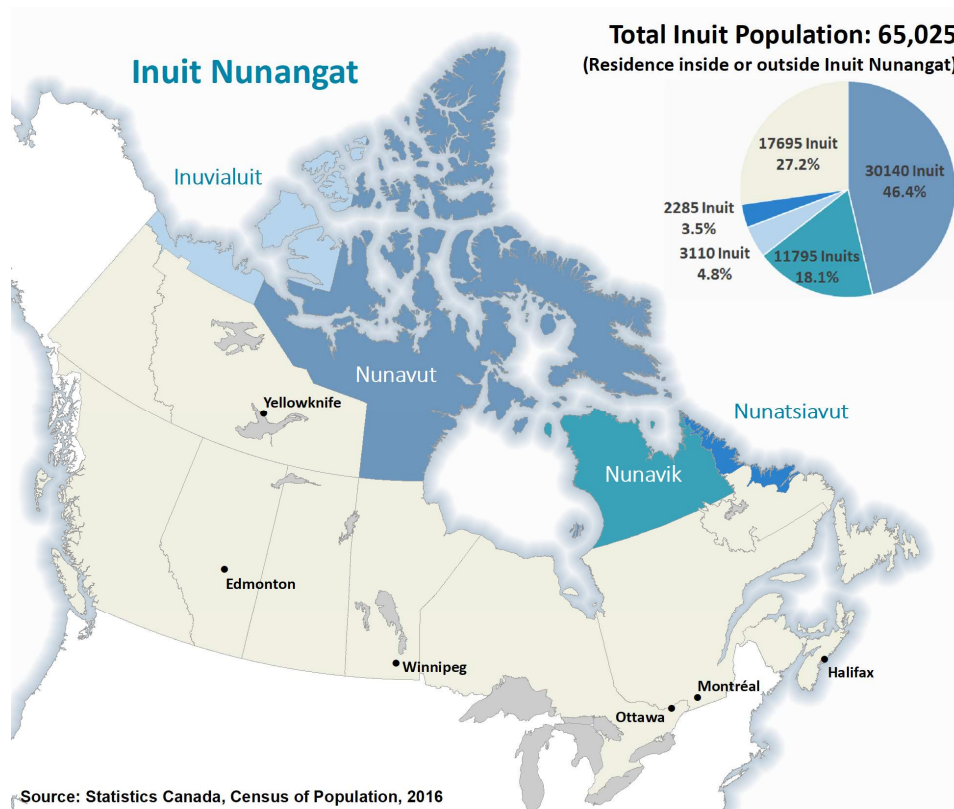 Total Inuit Population: 65,025
(Residence inside or outside Inuit Nunangat)
Inuit Nunangat
17695 Inuit
27.2%
30140 Inuit
46.4%
2285 Inuit
3.5%
3110 Inuit
4.8%
11795 Inuits
18.1%
Inuvialuit
Nunavut
Nunatsiavut
Yellowknife
Nunavik
Edmonton
Winnipeg
Halifax
Montréal
Ottawa
Source: Statistics Canada, Census of Population, 2016